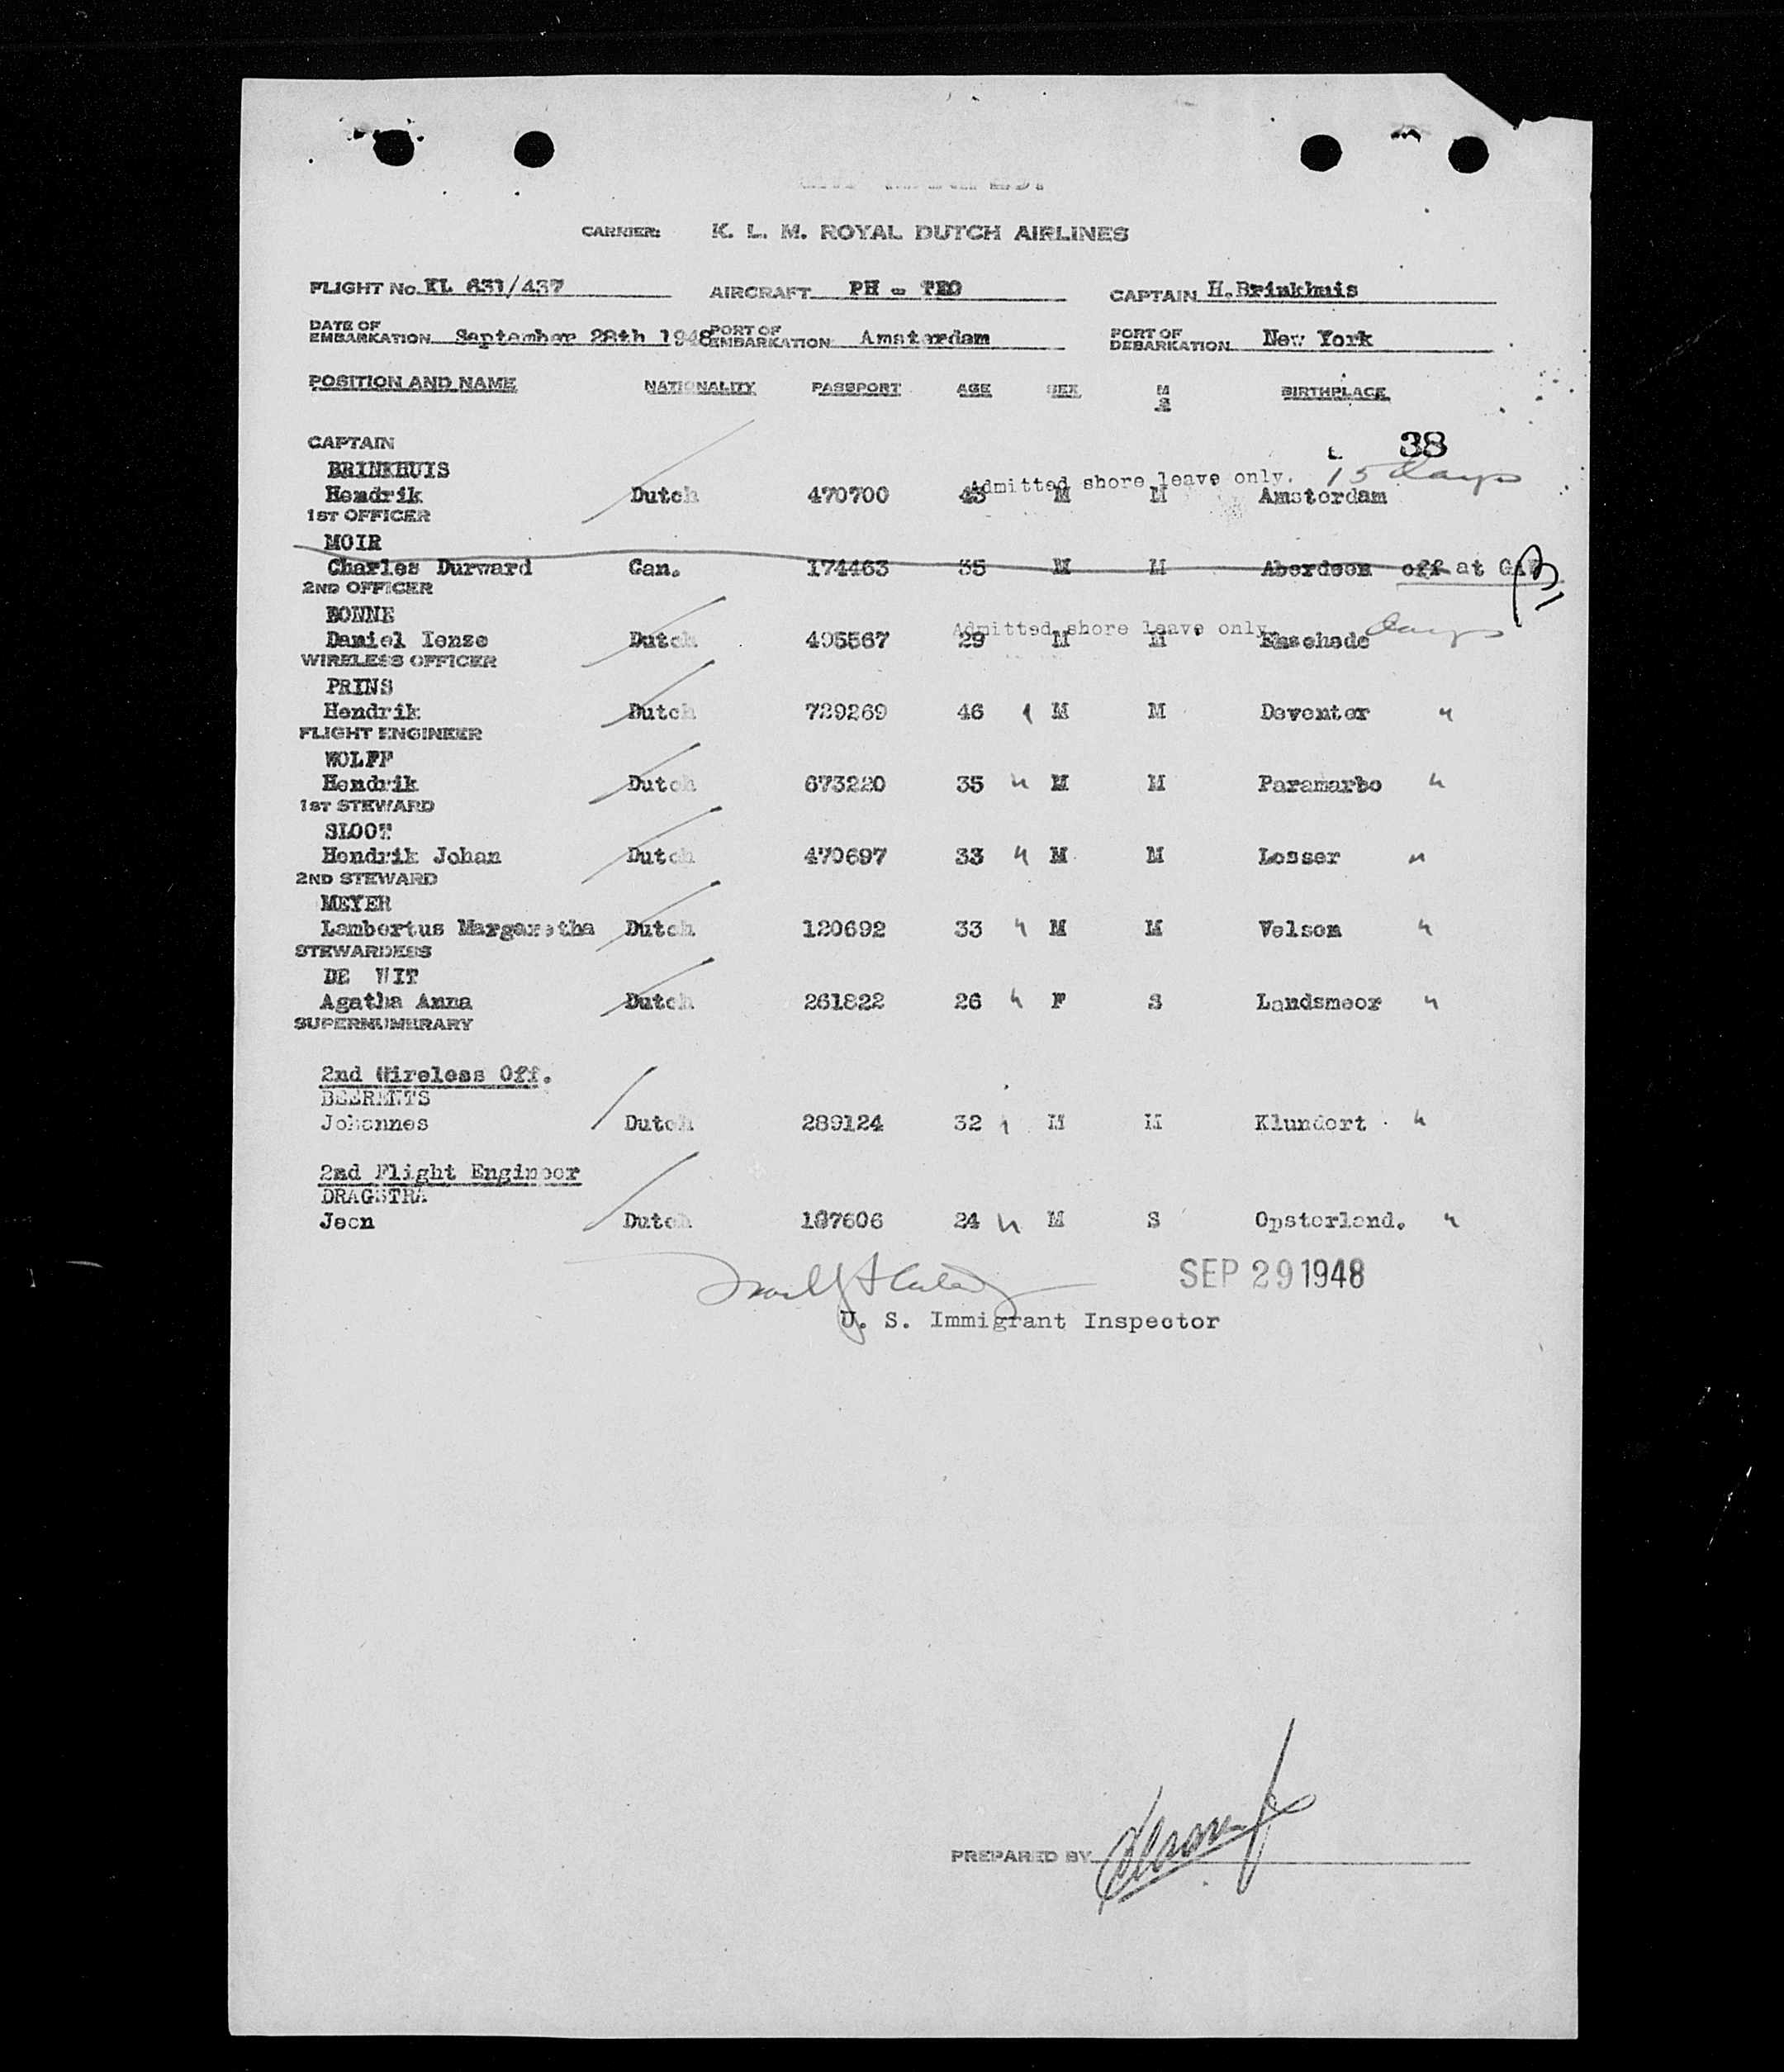 CARRIER: K. L. M. ROYAL DUTCH AIRLINES
FLIGHT No. KL 631/437 AIRCRAFT PH - TEO CAPTAIN H.Brinkhuis
DATE OF EMBARKATION September 28th 1948 PORT OF EMBARKATION Amsterdam PORT OF DEBARKATION New York
POSITION AND NAME NATIONALITY PASSPORT AGE SEX M S BIRTHPLACE
CAPTAIN 38
BRINKHUIS Admitted shore leave only. 15 days
Hendrik Dutch 470700 43 M M Amsterdam
1ST OFFICER
MOIR
Charles Durward Can. 174463 35 M M Aberdeen off at
2ND OFFICER
BONNE Admitted shore leave only days
Daniel Iense Dutch 495567 29 M M Enschede
WIRELESS OFFICER
PRINS
Hendrik Dutch 729269 46 " M M Deventer "
FLIGHT ENGINEER
WOLFF
Hendrik Dutch 673220 35 " M M Paramarbo "
1ST STEWARD
SLOOT
Hendrik Johan Dutch 470697 33 " M M Losser "
2ND STEWARD
MEYER
Lambertus Margaretha Dutch 120692 33 " M M Velsen "
STEWARDESS
DE WIT
Agatha Anna Dutch 261822 26 " F S Landsmeer "
SUPERNUMERARY
2nd Wireless Off.
BEERENTS
Johannes Dutch 289124 32 " M M Klundert "
2nd Flight Engineer
DRAGSTRA
Jeen Dutch 187606 24 " M S Opsterland. "
SEP 29 1948
U. S. Immigrant Inspector
PREPARED BY